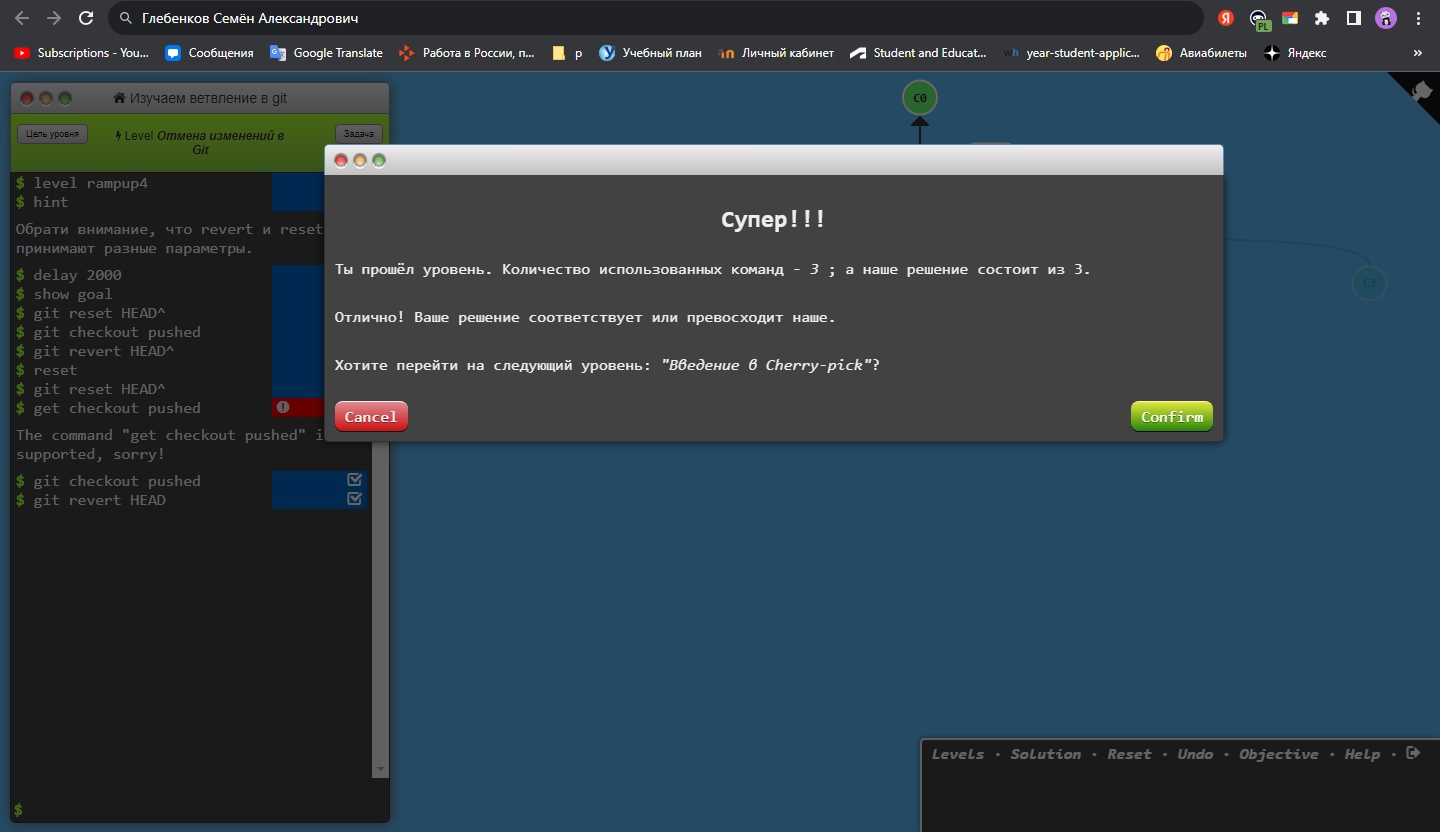 Глебенков Семён Александрович
PL
Subscriptions - You...
Сообщения
Google Translate
Работа в России, п...
р
Учебный план
Личный кабинет
Student and Educat...
wh year-student-applic...
Авиабилеты
Яндекс
»
Изучаем ветвление в git
Цель уровня
Level Отмена изменений в
Git
Задача
$ level rampup4
$ hint
Обрати внимание, что revert и reset
принимают разные параметры.
$ delay 2000
$ show goal
$ git reset HEAD^
$ git checkout pushed
$ git revert HEAD^
$ reset
$ git reset HEAD^
$ get checkout pushed
The command "get checkout pushed" i
supported, sorry!
$ git checkout pushed
$ git revert HEAD
$
C0
C3
Супер!!!
Ты прошёл уровень. Количество использованных команд - 3 ; а наше решение состоит из 3.
Отлично! Ваше решение соответствует или превосходит наше.
Хотите перейти на следующий уровень: "Введение в Cherry-pick"?
Cancel
Confirm
Levels · Solution · Reset · Undo · Objective · Help ·